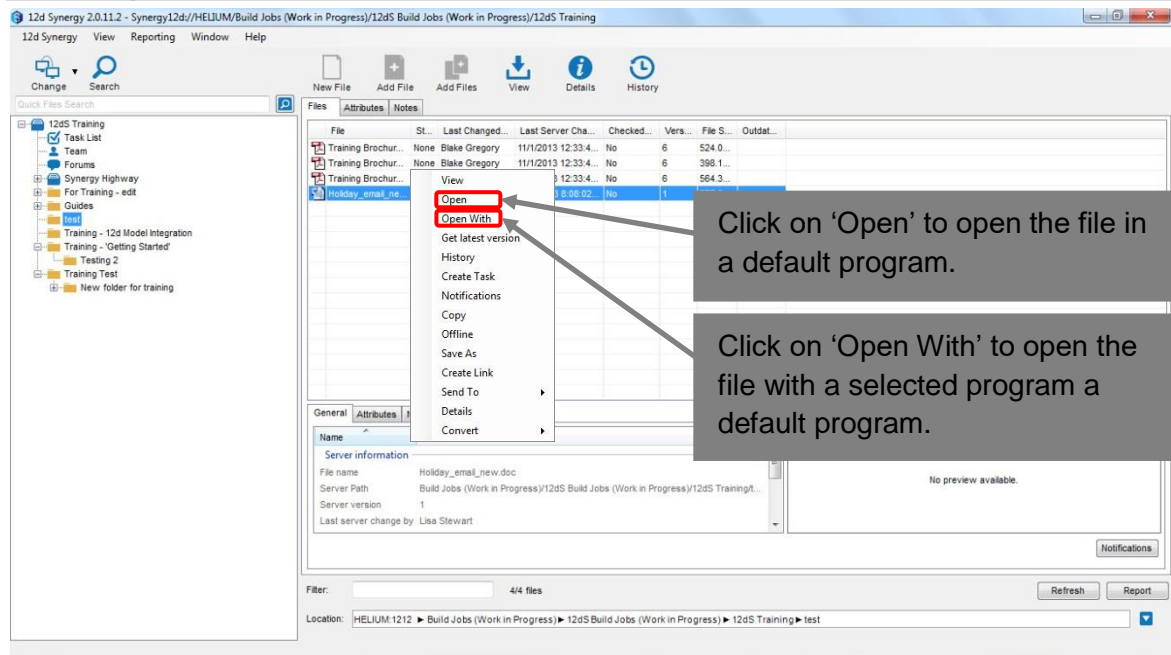 12d Synergy 2.0.11.2 - Synergy12d://HELIUM/Build Jobs (Work in Progress)/12dS Build Jobs (Work in Progress)/12dS Training
12d Synergy View Reporting Window Help
Change Search
New File Add File Add Files View Details History
Quick Files Search
Files Attributes Notes
12dS Training
Task List
Team
Forums
Synergy Highway
For Training - edit
Guides
test
Training - 12d Model Integration
Training - 'Getting Started'
Testing 2
Training Test
New folder for training
File St... Last Changed... Last Server Cha... Checked... Vers... File S... Outdat...
Training Brochur... None Blake Gregory 11/1/2013 12:33:4... No 6 524.0...
Training Brochur... None Blake Gregory 11/1/2013 12:33:4... No 6 398.1...
Training Brochur... 3 12:33:4... No 6 564.3...
Holiday_email_ne... 3 8:08:02... No 1
View
Open
Open With
Get latest version
History
Create Task
Notifications
Copy
Offline
Save As
Create Link
Send To
Details
Convert
Click on ‘Open’ to open the file in
a default program.
Click on ‘Open With’ to open the
file with a selected program a
default program.
General Attributes
Name
Server information
File name Holiday_email_new.doc
Server Path Build Jobs (Work in Progress)/12dS Build Jobs (Work in Progress)/12dS Training/t...
Server version 1
Last server change by Lisa Stewart
No preview available.
Notifications
Filter: 4/4 files Refresh Report
Location: HELIUM:1212 ► Build Jobs (Work in Progress) ► 12dS Build Jobs (Work in Progress) ► 12dS Training ► test